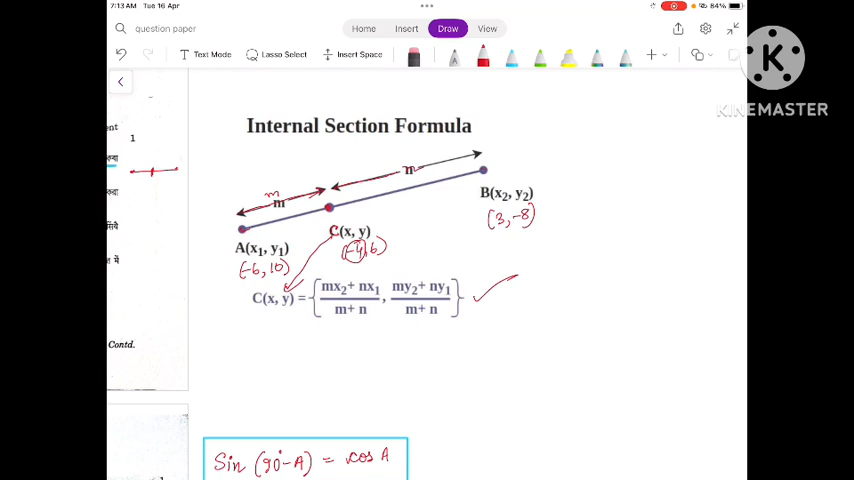 7:13 AM Tue 16 Apr
84%
question paper
Home Insert Draw View
Text Mode Lasso Select Insert Space
K
KINEMASTER
ent
1
Internal Section Formula
m
m
n
B(x₂, y₂)
(3, -8)
C(x, y)
(-4, 6)
A(x₁, y₁)
(-6, 10)
C(x, y) = { mx₂+ nx₁ / m+ n , my₂+ ny₁ / m+ n }
Contd.
Sin (90°-A) = cos A